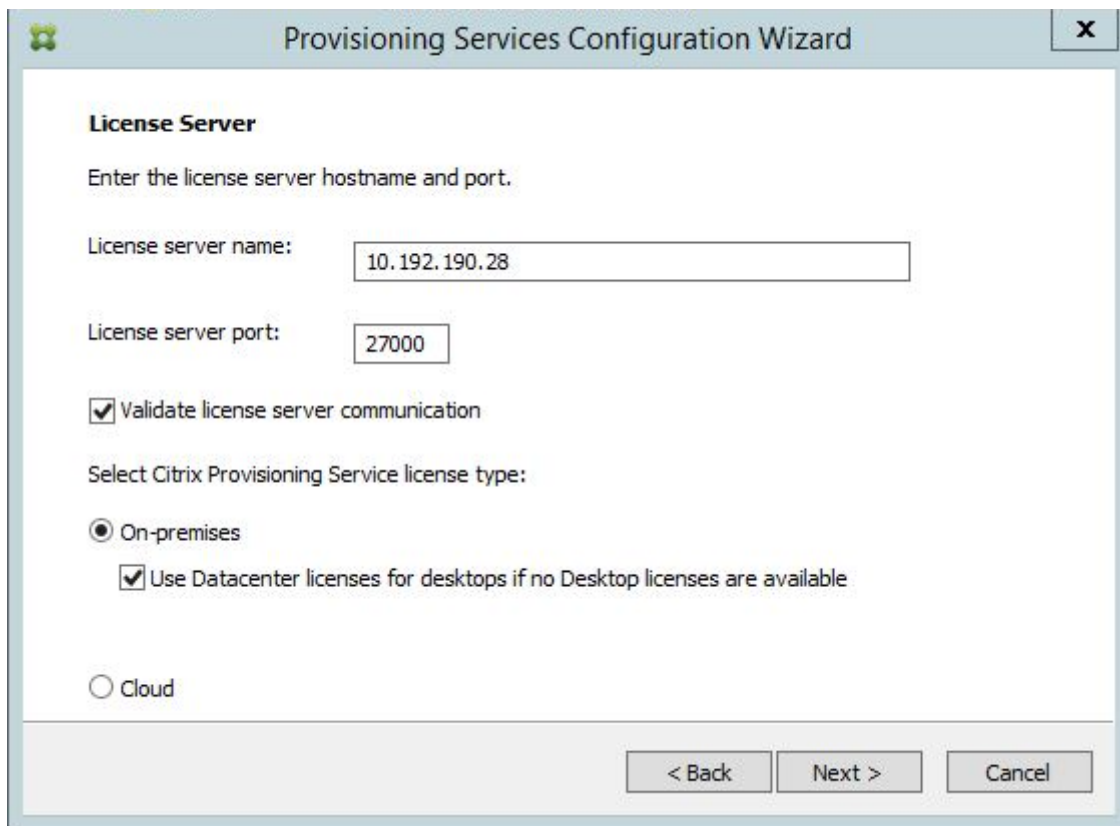 Provisioning Services Configuration Wizard
x
License Server
Enter the license server hostname and port.
License server name:
10.192.190.28
License server port:
27000
Validate license server communication
Select Citrix Provisioning Service license type:
On-premises
Use Datacenter licenses for desktops if no Desktop licenses are available
Cloud
< Back
Next >
Cancel